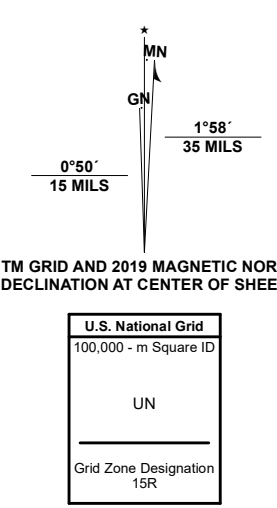 ★
MN
GN
1°58´
35 MILS
0°50´
15 MILS
TM GRID AND 2019 MAGNETIC NOR
DECLINATION AT CENTER OF SHEE
U.S. National Grid
100,000 - m Square ID
UN
Grid Zone Designation
15R